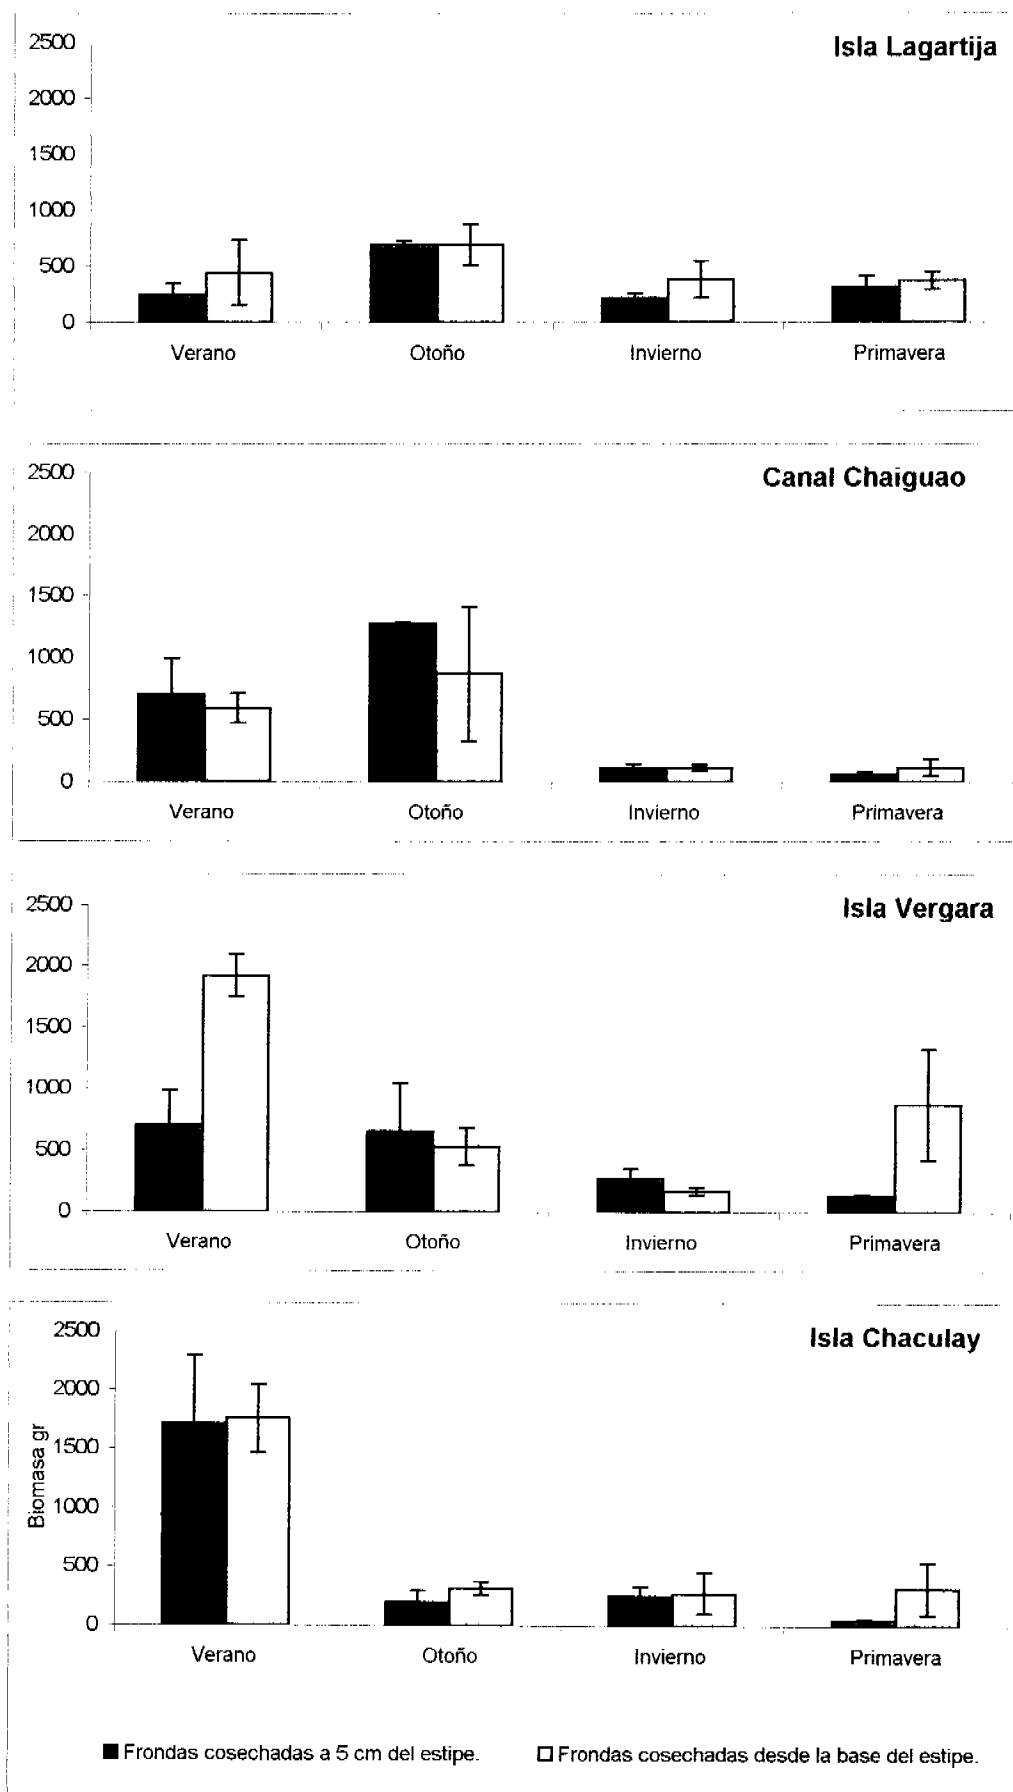 Isla Lagartija
2500
2000
1500
1000
500
0
Verano Otoño Invierno Primavera
Canal Chaiguao
2500
2000
1500
1000
500
0
Verano Otoño Invierno Primavera
Isla Vergara
2500
2000
1500
1000
500
0
Verano Otoño Invierno Primavera
Isla Chaculay
2500
2000
1500
1000
500
0
Biomasa gr
Verano Otoño Invierno Primavera
Frondas cosechadas a 5 cm del estipe. Frondas cosechadas desde la base del estipe.